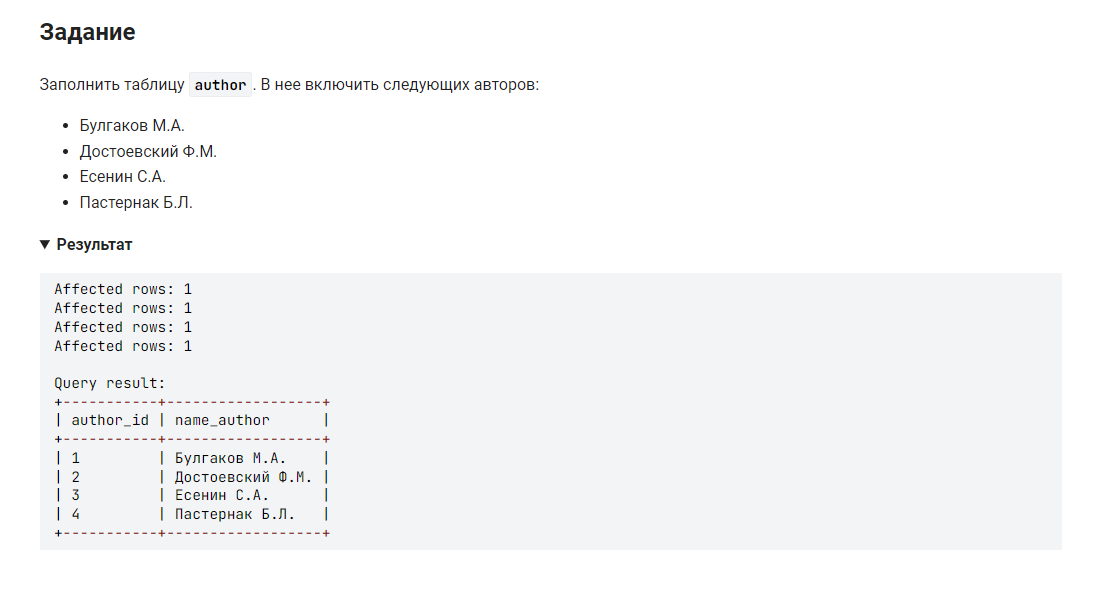 Задание
Заполнить таблицу author . В нее включить следующих авторов:
• Булгаков М.А.
• Достоевский Ф.М.
• Есенин С.А.
• Пастернак Б.Л.
▼ Результат
Affected rows: 1
Affected rows: 1
Affected rows: 1
Affected rows: 1
Query result:
+-----------+------------------+
| author_id | name_author      |
+-----------+------------------+
| 1         | Булгаков М.А.    |
| 2         | Достоевский Ф.М. |
| 3         | Есенин С.А.      |
| 4         | Пастернак Б.Л.   |
+-----------+------------------+